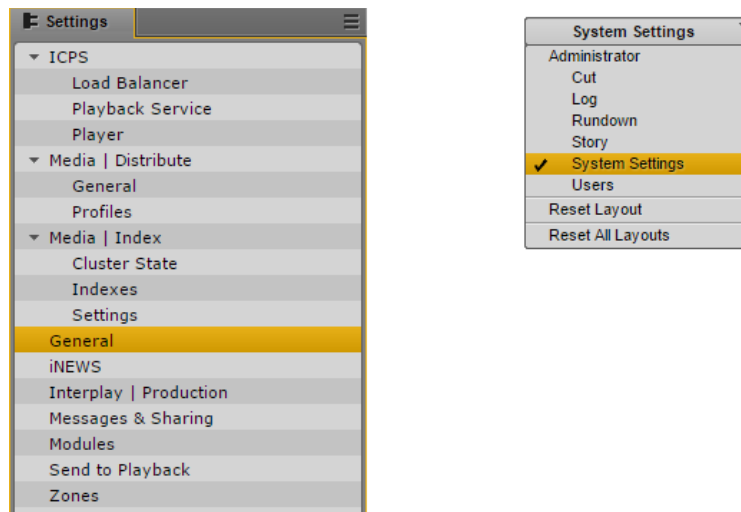 Settings
ICPS
Load Balancer
Playback Service
Player
Media | Distribute
General
Profiles
Media | Index
Cluster State
Indexes
Settings
General
iNEWS
Interplay | Production
Messages & Sharing
Modules
Send to Playback
Zones
System Settings
Administrator
Cut
Log
Rundown
Story
System Settings
Users
Reset Layout
Reset All Layouts